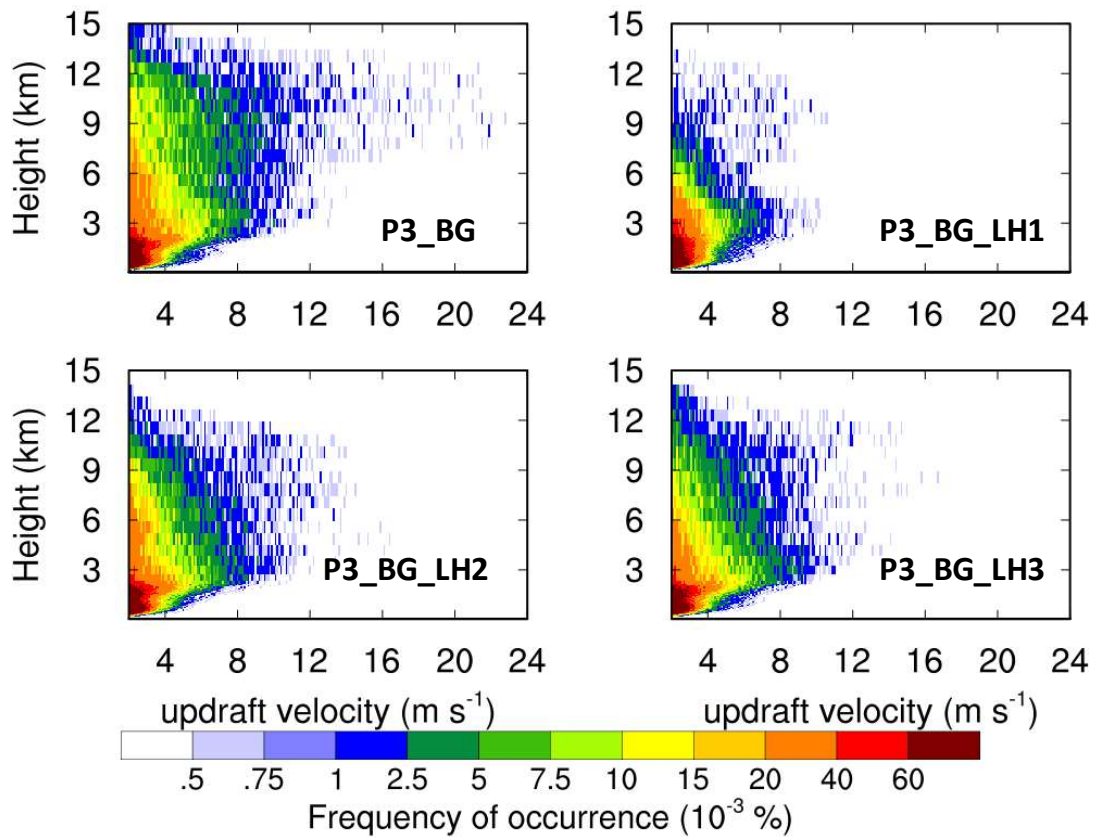 15
12
9
6
3
Height (km)
P3_BG
4 8 12 16 20 24
15
12
9
6
3
P3_BG_LH1
4 8 12 16 20 24
15
12
9
6
3
Height (km)
P3_BG_LH2
4 8 12 16 20 24
updraft velocity (m s-1)
15
12
9
6
3
P3_BG_LH3
4 8 12 16 20 24
updraft velocity (m s-1)
.5 .75 1 2.5 5 7.5 10 15 20 40 60
Frequency of occurrence (10-3 %)